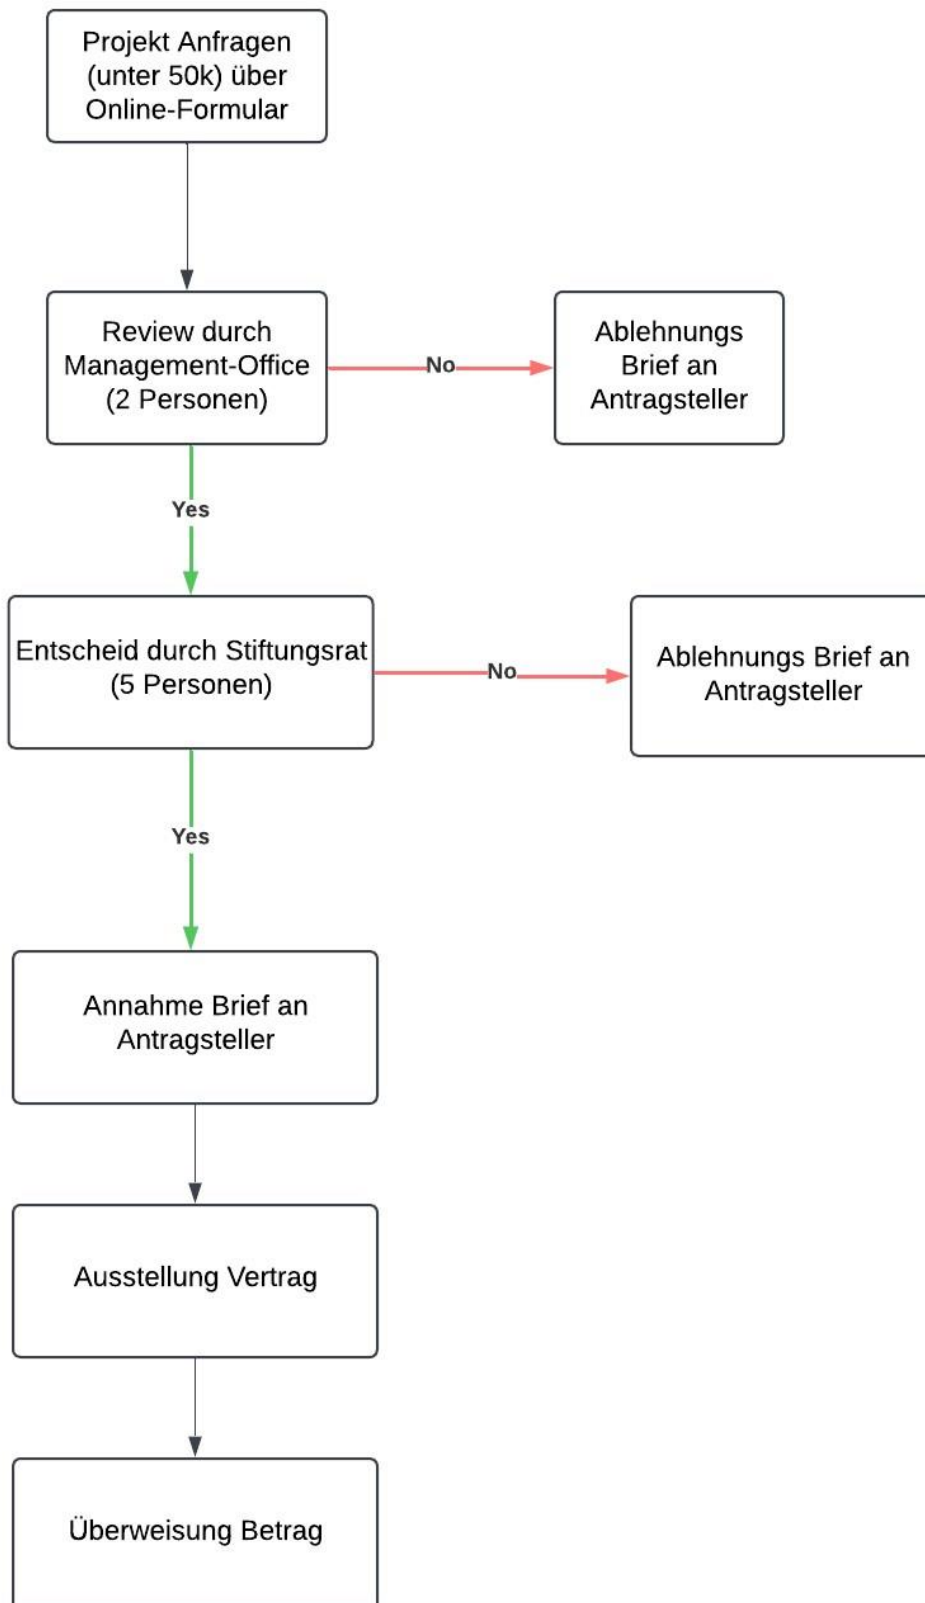 Projekt Anfragen
(unter 50k) über
Online-Formular
Review durch
Management-Office
(2 Personen)
No
Ablehnungs
Brief an
Antragsteller
Yes
Entscheid durch Stiftungsrat
(5 Personen)
No
Ablehnungs Brief an
Antragsteller
Yes
Annahme Brief an
Antragsteller
Ausstellung Vertrag
Überweisung Betrag